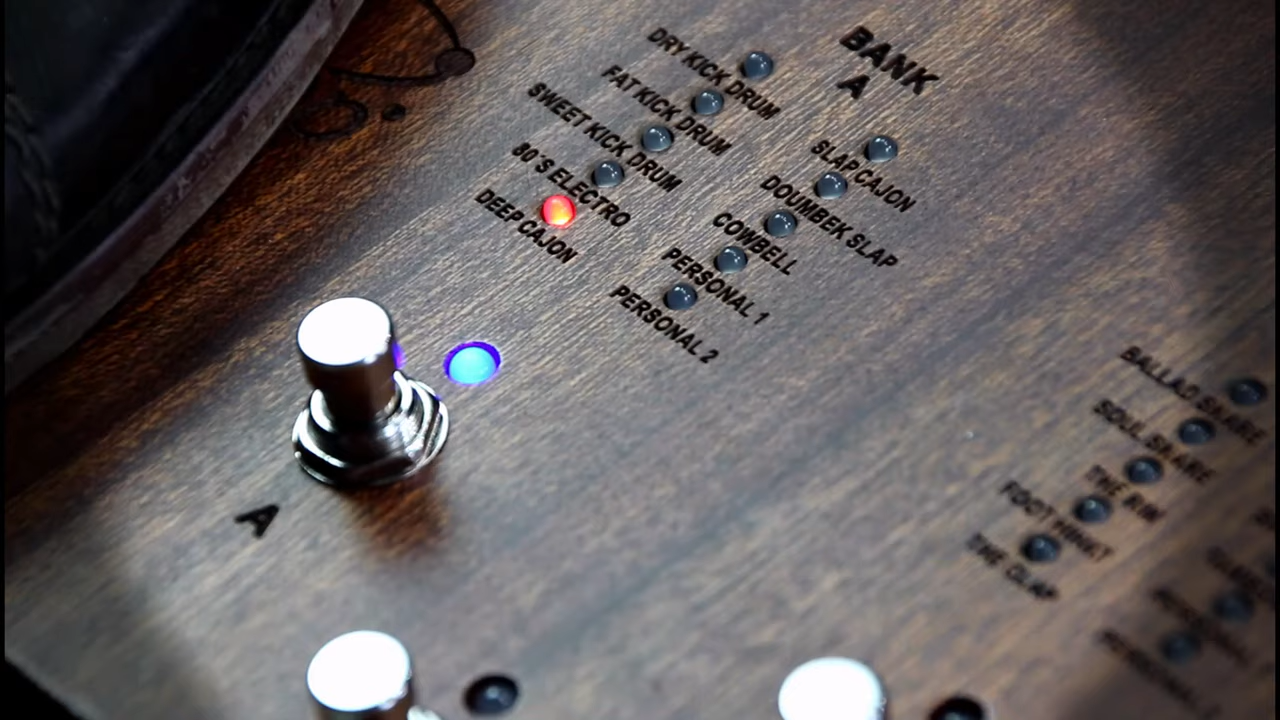 BANK
A
DRY KICK DRUM
FAT KICK DRUM
SWEET KICK DRUM
80'S ELECTRO
DEEP CAJON
SLAP CAJON
DOUMBEK SLAP
COWBELL
PERSONAL 1
PERSONAL 2
A
BALLAD SNARE
SOUL SNARE
THE RIM
THE CLAP